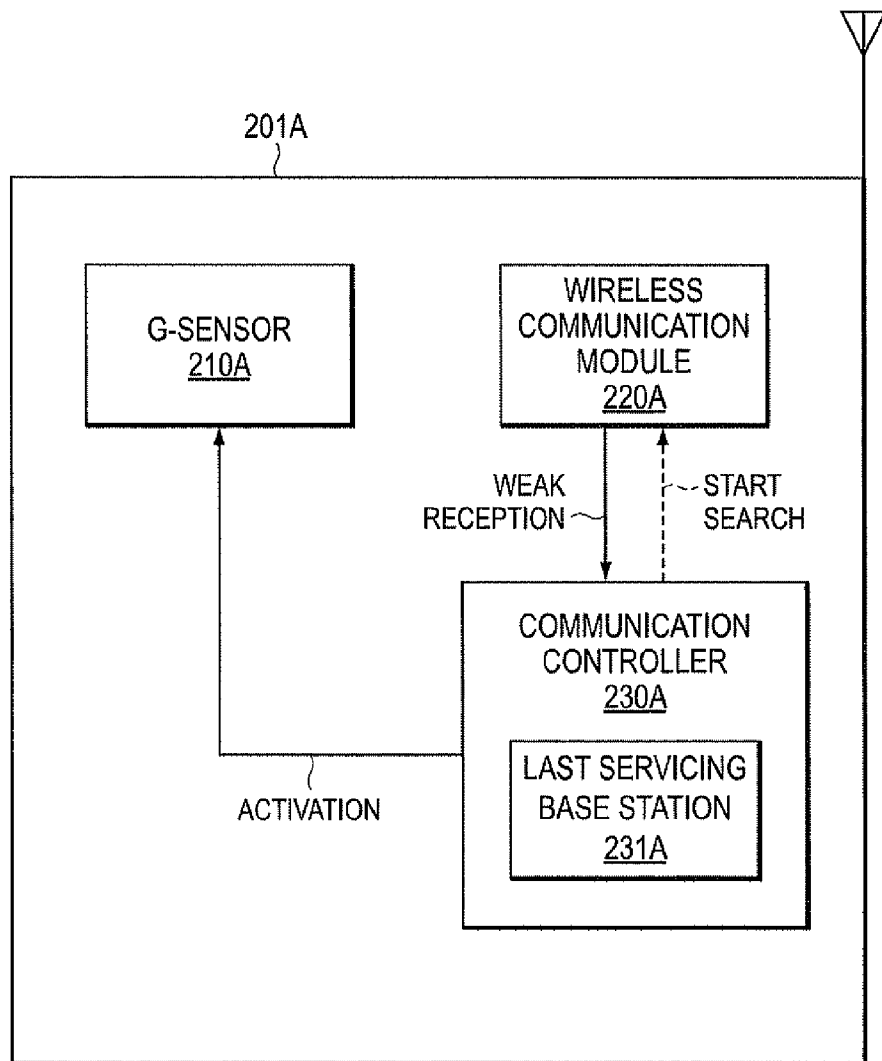 201A
G-SENSOR
210A
WIRELESS
COMMUNICATION
MODULE
220A
WEAK
RECEPTION
START
SEARCH
COMMUNICATION
CONTROLLER
230A
LAST SERVICING
BASE STATION
231A
ACTIVATION